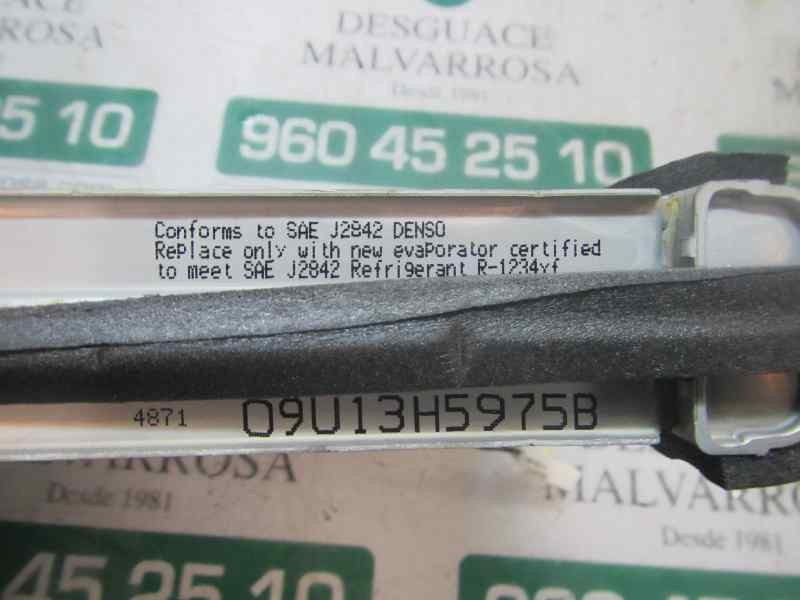 DESGUACE
MALVARROSA
Desde 1981
5 10
960 45 25 10
Conforms to SAE J2842 DENSO
Replace only with new evaporator certified
to meet SAE J2842 Refrigerant R-1234yf
4871 09U13H5975B
Desde 1981
MALVARROSA
Desde 1981
45 25 10